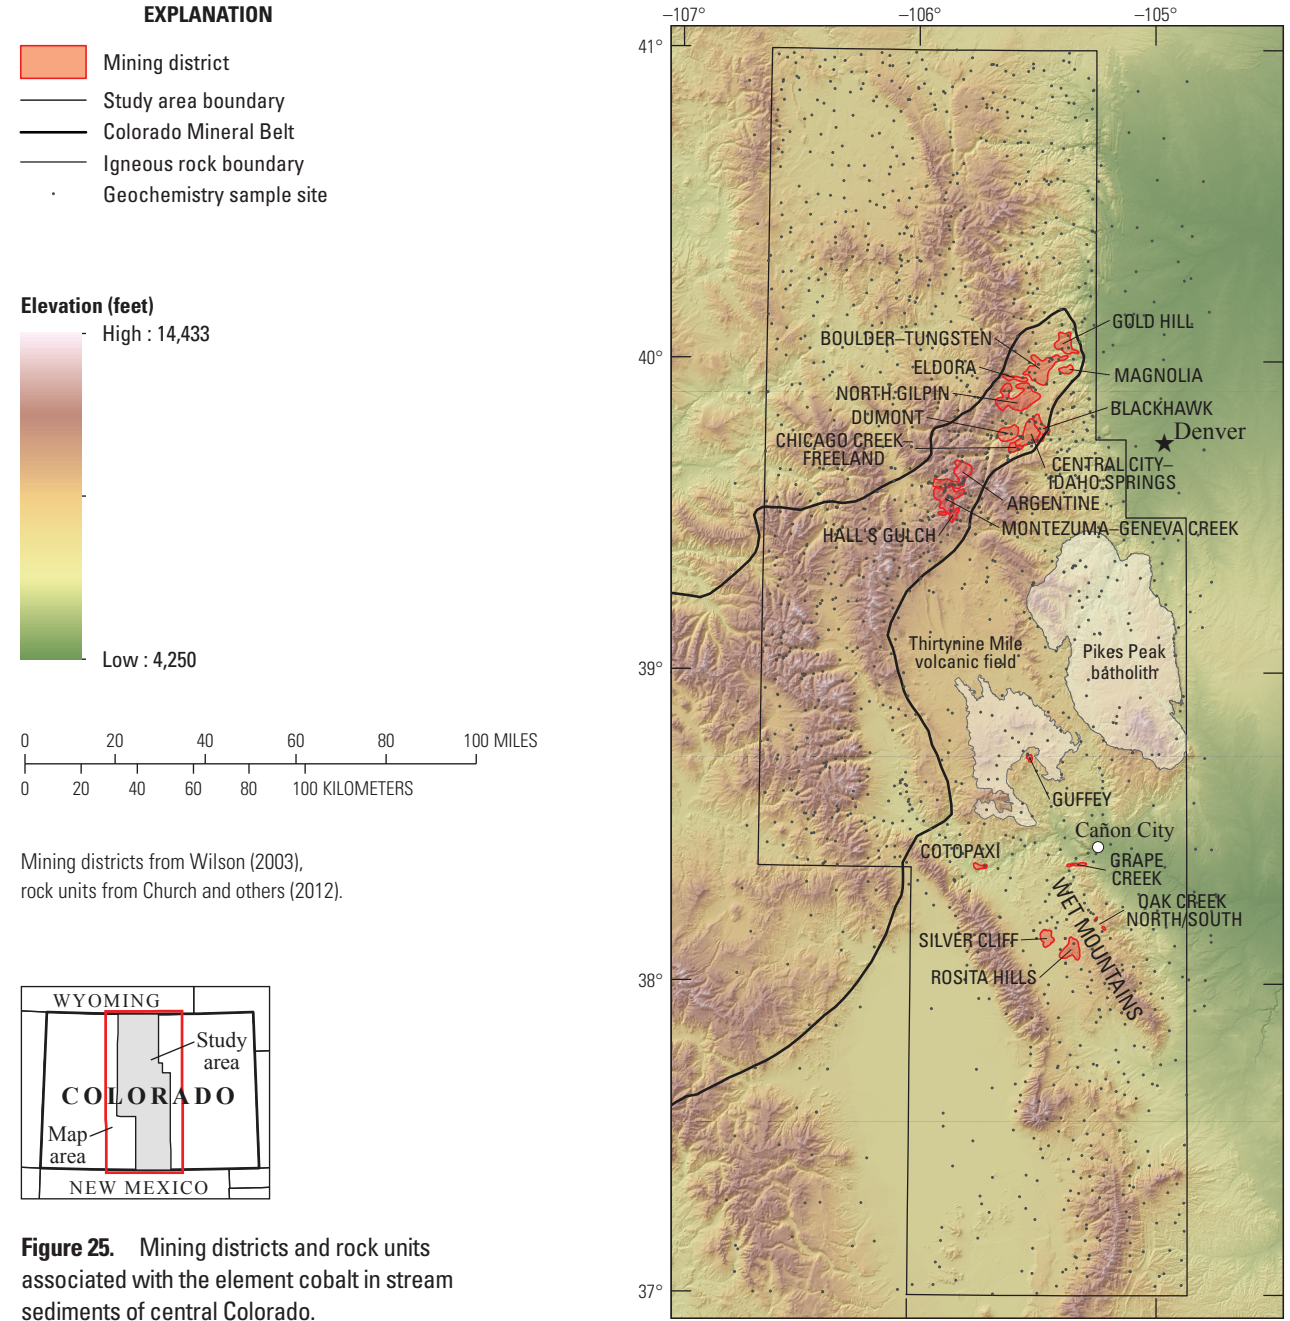 EXPLANATION
Mining district
Study area boundary
Colorado Mineral Belt
Igneous rock boundary
Geochemistry sample site
Elevation (feet)
High : 14,433
Low : 4,250
0 20 40 60 80 100 MILES
0 20 40 60 80 100 KILOMETERS
Mining districts from Wilson (2003),
rock units from Church and others (2012).
WYOMING
Study
area
COLORADO
Map
area
NEW MEXICO
Figure 25. Mining districts and rock units
associated with the element cobalt in stream
sediments of central Colorado.
–107° –106° –105°
41°
40°
39°
38°
37°
GOLD HILL
BOULDER–TUNGSTEN
ELDORA
MAGNOLIA
NORTH GILPIN
BLACKHAWK
DUMONT
Denver
CHICAGO CREEK–
FREELAND
CENTRAL CITY–
IDAHO SPRINGS
ARGENTINE
MONTEZUMA–GENEVA CREEK
HALL'S GULCH
Thirtynine Mile
volcanic field
Pikes Peak
batholith
GUFFEY
Cañon City
COTOPAXI
GRAPE
CREEK
WET MOUNTAINS
OAK CREEK
NORTH/SOUTH
SILVER CLIFF
ROSITA HILLS